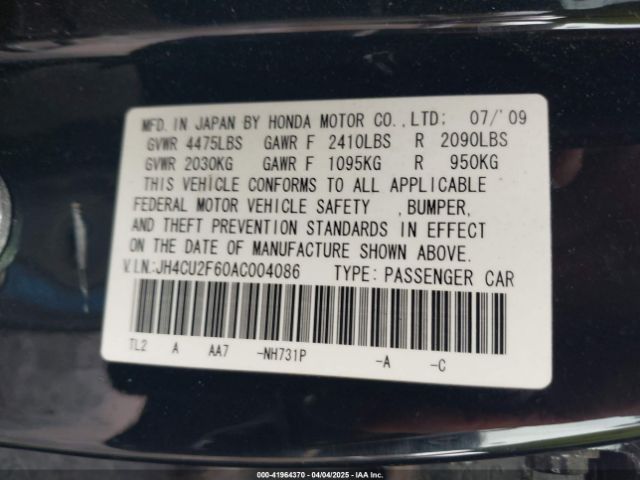 MFD. IN JAPAN BY HONDA MOTOR CO.,LTD: 07/'09
GVWR 4475LBS GAWR F 2410LBS R 2090LBS
GVWR 2030KG GAWR F 1095KG R 950KG
THIS VEHICLE CONFORMS TO ALL APPLICABLE
FEDERAL MOTOR VEHICLE SAFETY ,BUMPER,
AND THEFT PREVENTION STANDARDS IN EFFECT
ON THE DATE OF MANUFACTURE SHOWN ABOVE.
V.I.N.:JH4CU2F60AC004086 TYPE: PASSENGER CAR
TL2 A AA7 -NH731P -A -C
000-41964370 04/04/2025 IAA Inc.